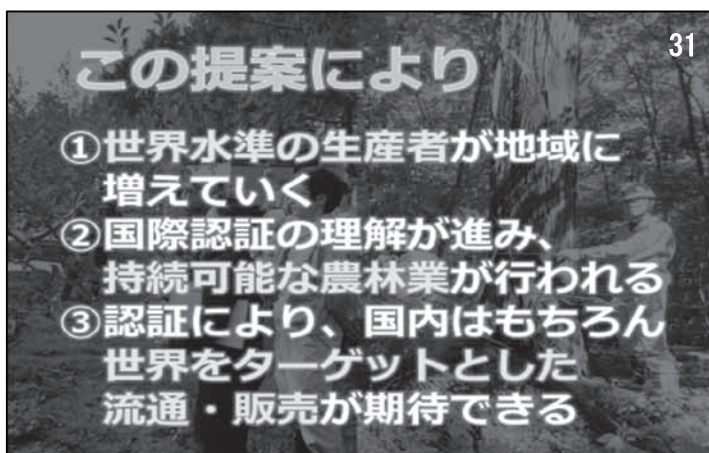 31
この提案により
①世界水準の生産者が地域に
増えていく
②国際認証の理解が進み、
持続可能な農林業が行われる
③認証により、国内はもちろん
世界をターゲットとした
流通・販売が期待できる